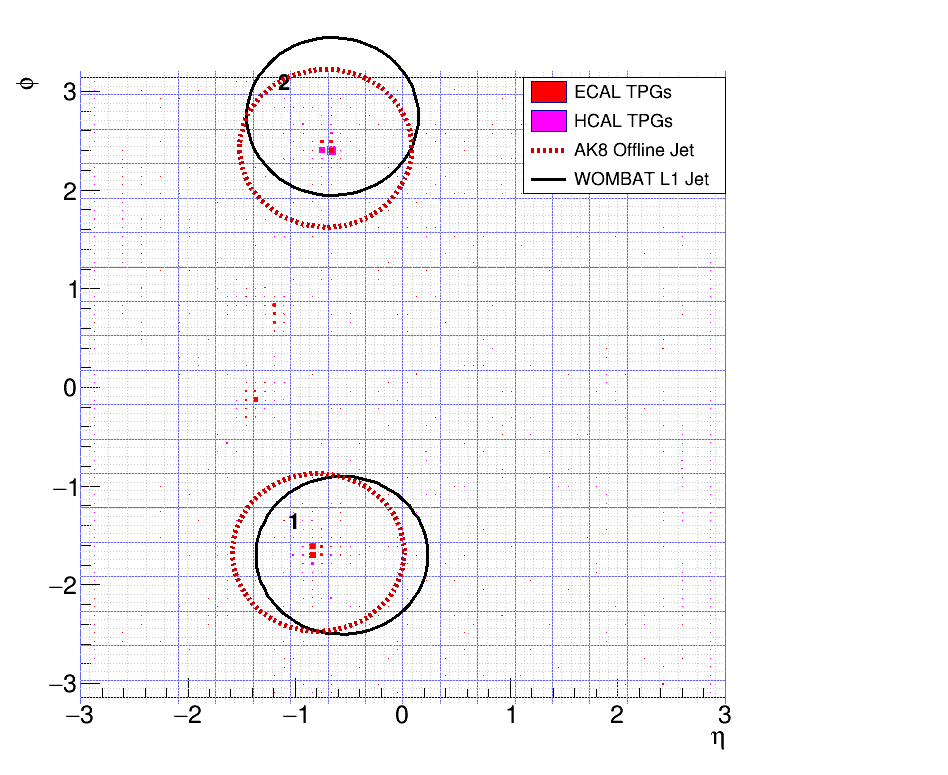 ϕ
3
2
1
0
−1
−2
−3
2
1
ECAL TPGs
HCAL TPGs
AK8 Offline Jet
WOMBAT L1 Jet
−3 −2 −1 0 1 2 3
η